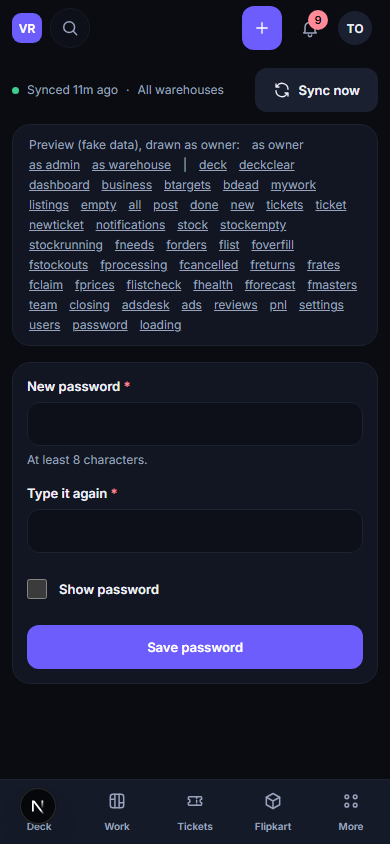 VR
9
TO
Synced 11m ago · All warehouses
Sync now
Preview (fake data), drawn as owner: as owner
as admin as warehouse | deck deckclear
dashboard business btargets bdead mywork
listings empty all post done new tickets ticket
newticket notifications stock stockempty
stockrunning fneeds forders flist foverfill
fstockouts fprocessing fcancelled freturns frates
fclaim fprices flistcheck fhealth fforecast fmasters
team closing adsdesk ads reviews pnl settings
users password loading
New password *
At least 8 characters.
Type it again *
Show password
Save password
N
Deck Work Tickets Flipkart More